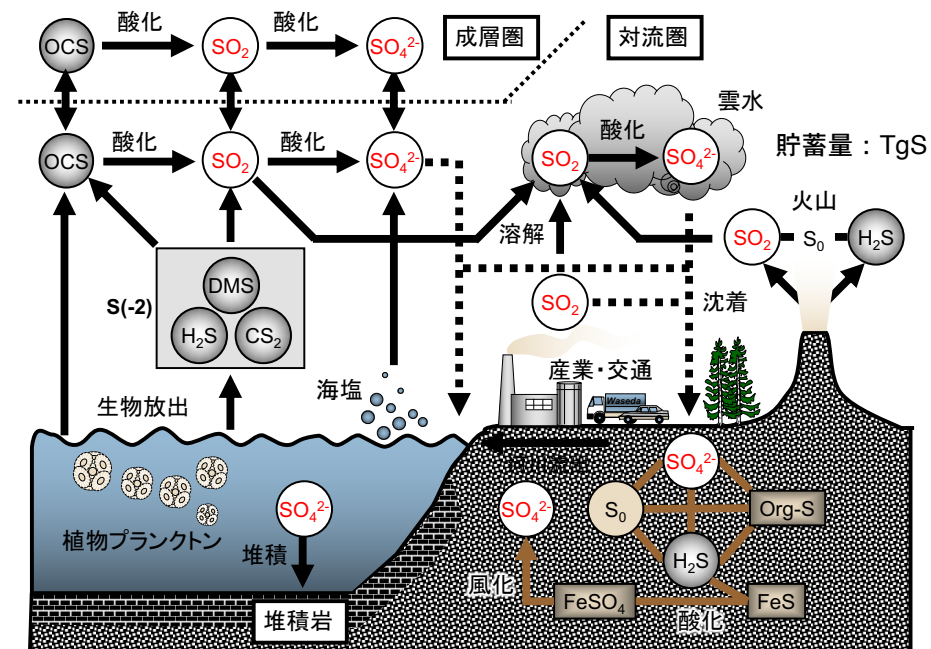 酸化
酸化
成層圏
対流圏
OCS
SO₂
SO₄²⁻
雲水
酸化
酸化
酸化
貯蓄量：TgS
OCS
SO₂
SO₄²⁻
SO₂
SO₄²⁻
火山
溶解
SO₂
S₀
H₂S
DMS
S(-2)
H₂S
CS₂
SO₂
沈着
産業・交通
海塩
生物放出
Waseda
SO₄²⁻
SO₄²⁻
SO₄²⁻
S₀
Org-S
植物プランクトン
堆積
H₂S
風化
FeSO₄
FeS
堆積岩
酸化